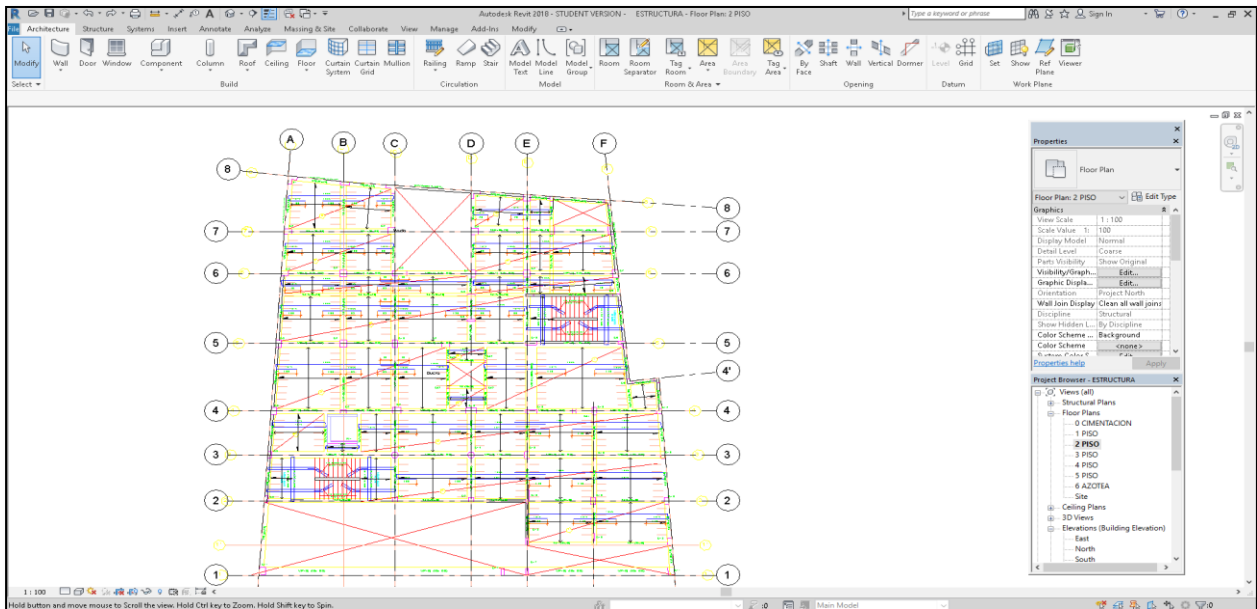 Autodesk Revit 2018 - STUDENT VERSION - ESTRUCTURA - Floor Plan: 2 PISO
Type a keyword or phrase
Sign In
File Architecture Structure Systems Insert Annotate Analyze Massing & Site Collaborate View Manage Add-Ins Modify
Modify Wall Door Window Component Column Roof Ceiling Floor Curtain System Curtain Grid Mullion Railing Ramp Stair Model Text Model Line Model Group Room Room Separator Tag Room Area Area Boundary Tag Area By Face Shaft Wall Vertical Dormer Level Grid Set Show Ref Plane Viewer
Select Build Circulation Model Room & Area Opening Datum Work Plane
A B C D E F
8
8
7 7
6 6
5 5
4'
4 4
3 3
2 2
1 1
Properties
Floor Plan
Floor Plan: 2 PISO Edit Type
Graphics
View Scale 1 : 100
Scale Value 1: 100
Display Model Normal
Detail Level Coarse
Parts Visibility Show Original
Visibility/Graph... Edit...
Graphic Displa... Edit...
Orientation Project North
Wall Join Display Clean all wall joins
Discipline Structural
Show Hidden L... By Discipline
Color Scheme ... Background
Color Scheme <none>
Properties help Apply
Project Browser - ESTRUCTURA
Views (all)
Structural Plans
Floor Plans
0 CIMENTACION
1 PISO
2 PISO
3 PISO
4 PISO
5 PISO
6 AZOTEA
Site
Ceiling Plans
3D Views
Elevations (Building Elevation)
East
North
South
1 : 100
Hold button and move mouse to Scroll the view. Hold Ctrl key to Zoom. Hold Shift key to Spin.
:0 Main Model :0